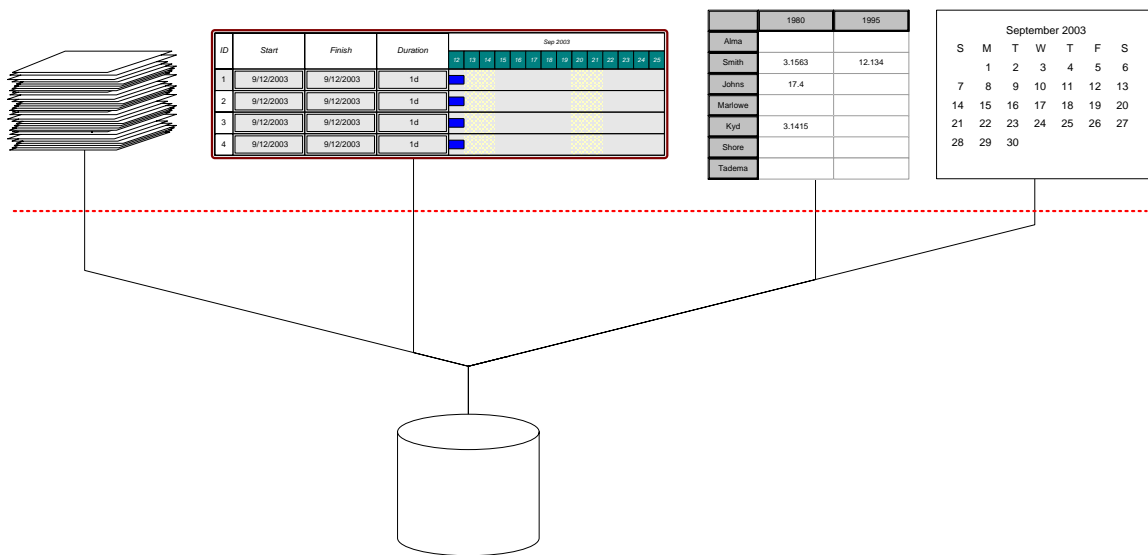 ID Start Finish Duration Sep 2003
12 13 14 15 16 17 18 19 20 21 22 23 24 25
1 9/12/2003 9/12/2003 1d
2 9/12/2003 9/12/2003 1d
3 9/12/2003 9/12/2003 1d
4 9/12/2003 9/12/2003 1d
1980 1995
Alma
Smith 3.1563 12.134
Johns 17.4
Marlowe
Kyd 3.1415
Shore
Tadema
September 2003
S M T W T F S
1 2 3 4 5 6
7 8 9 10 11 12 13
14 15 16 17 18 19 20
21 22 23 24 25 26 27
28 29 30